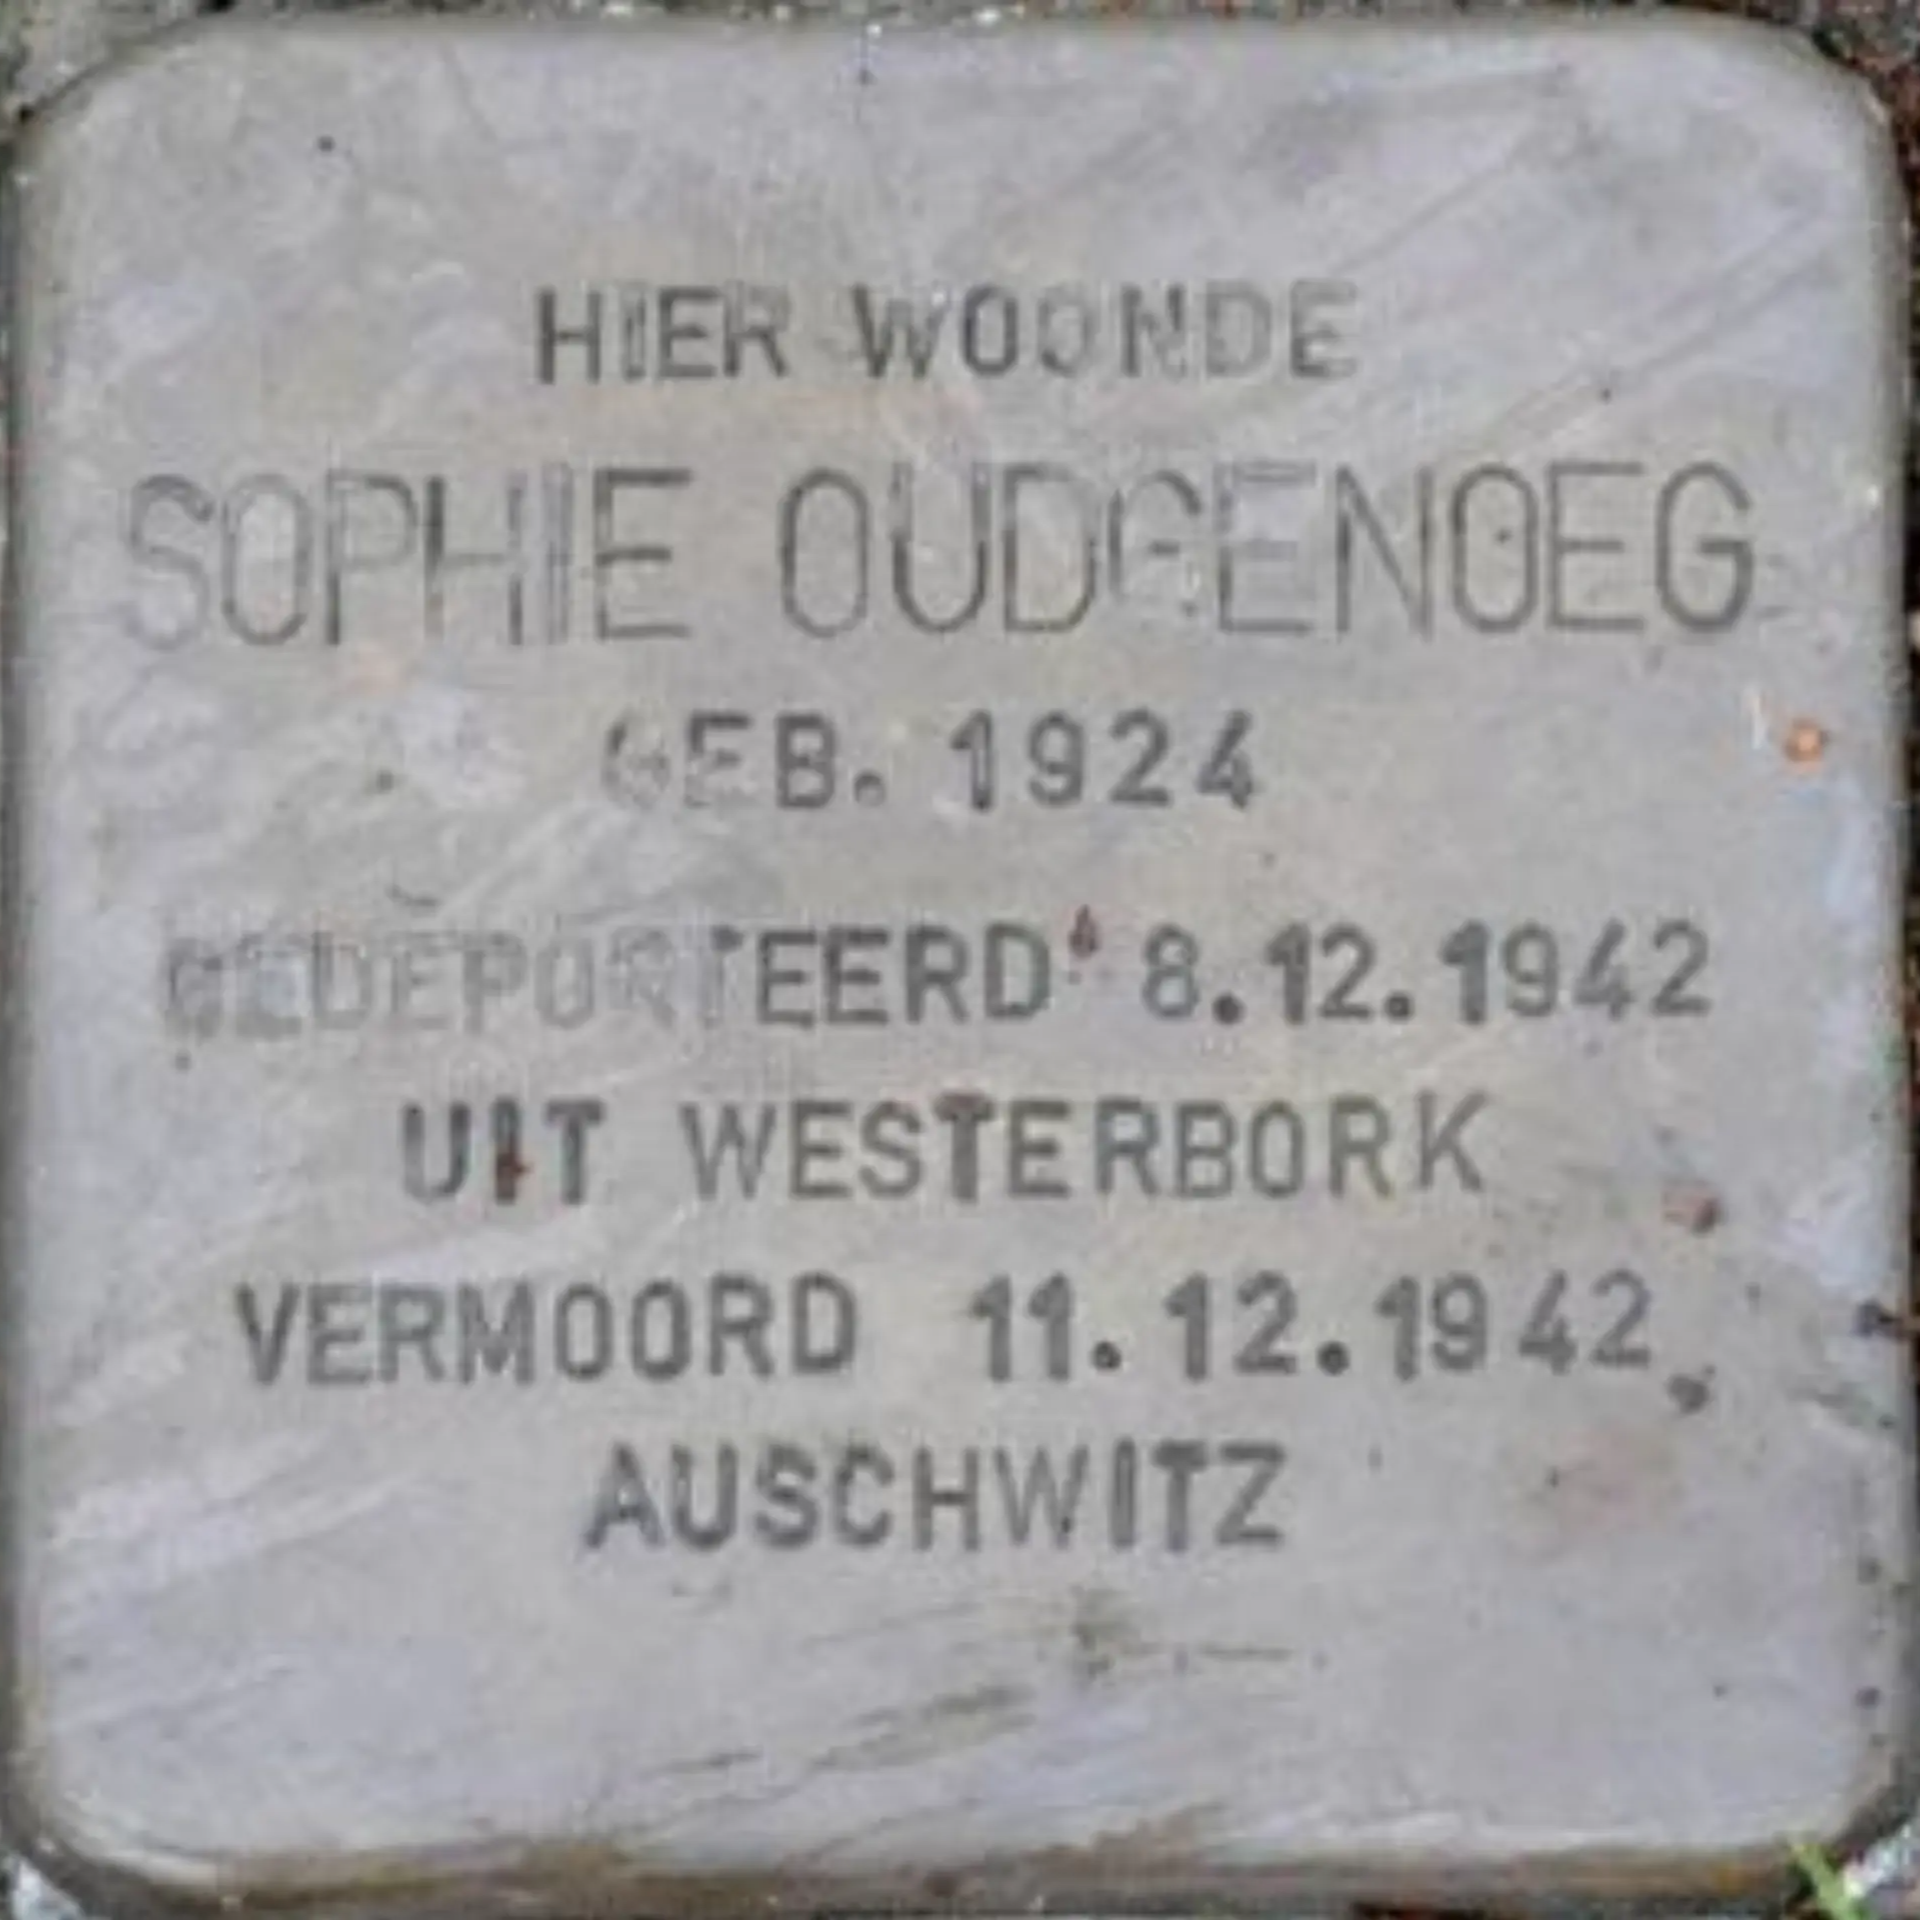 HIER WOONDE
SOPHIE OUDGENOEG
GEB. 1924
GEDEPORTEERD 8.12.1942
UIT WESTERBORK
VERMOORD 11.12.1942
AUSCHWITZ